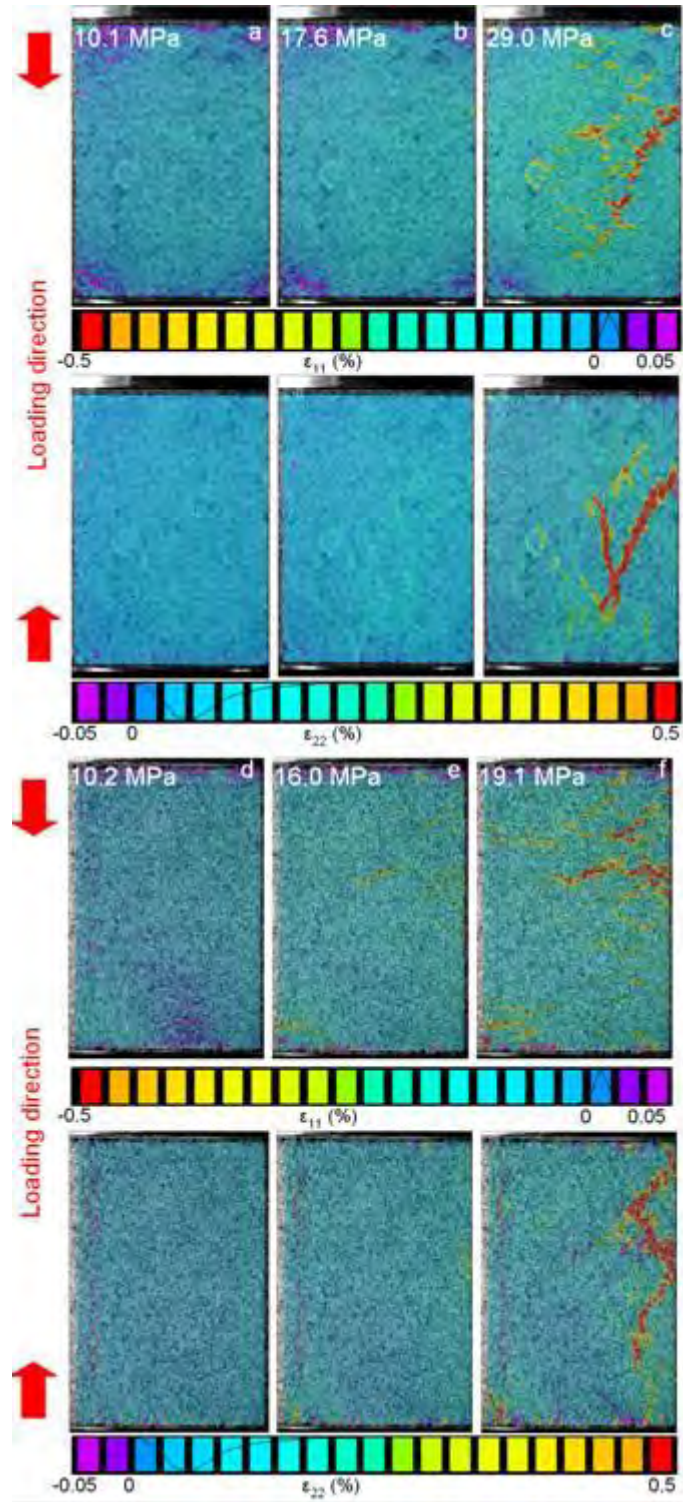 10.1 MPa a 17.6 MPa b 29.0 MPa c
Loading direction
-0.5 ε11 (%) 0 0.05
-0.05 0 ε22 (%) 0.5
10.2 MPa d 16.0 MPa e 19.1 MPa f
Loading direction
-0.5 ε11 (%) 0 0.05
-0.05 0 ε22 (%) 0.5